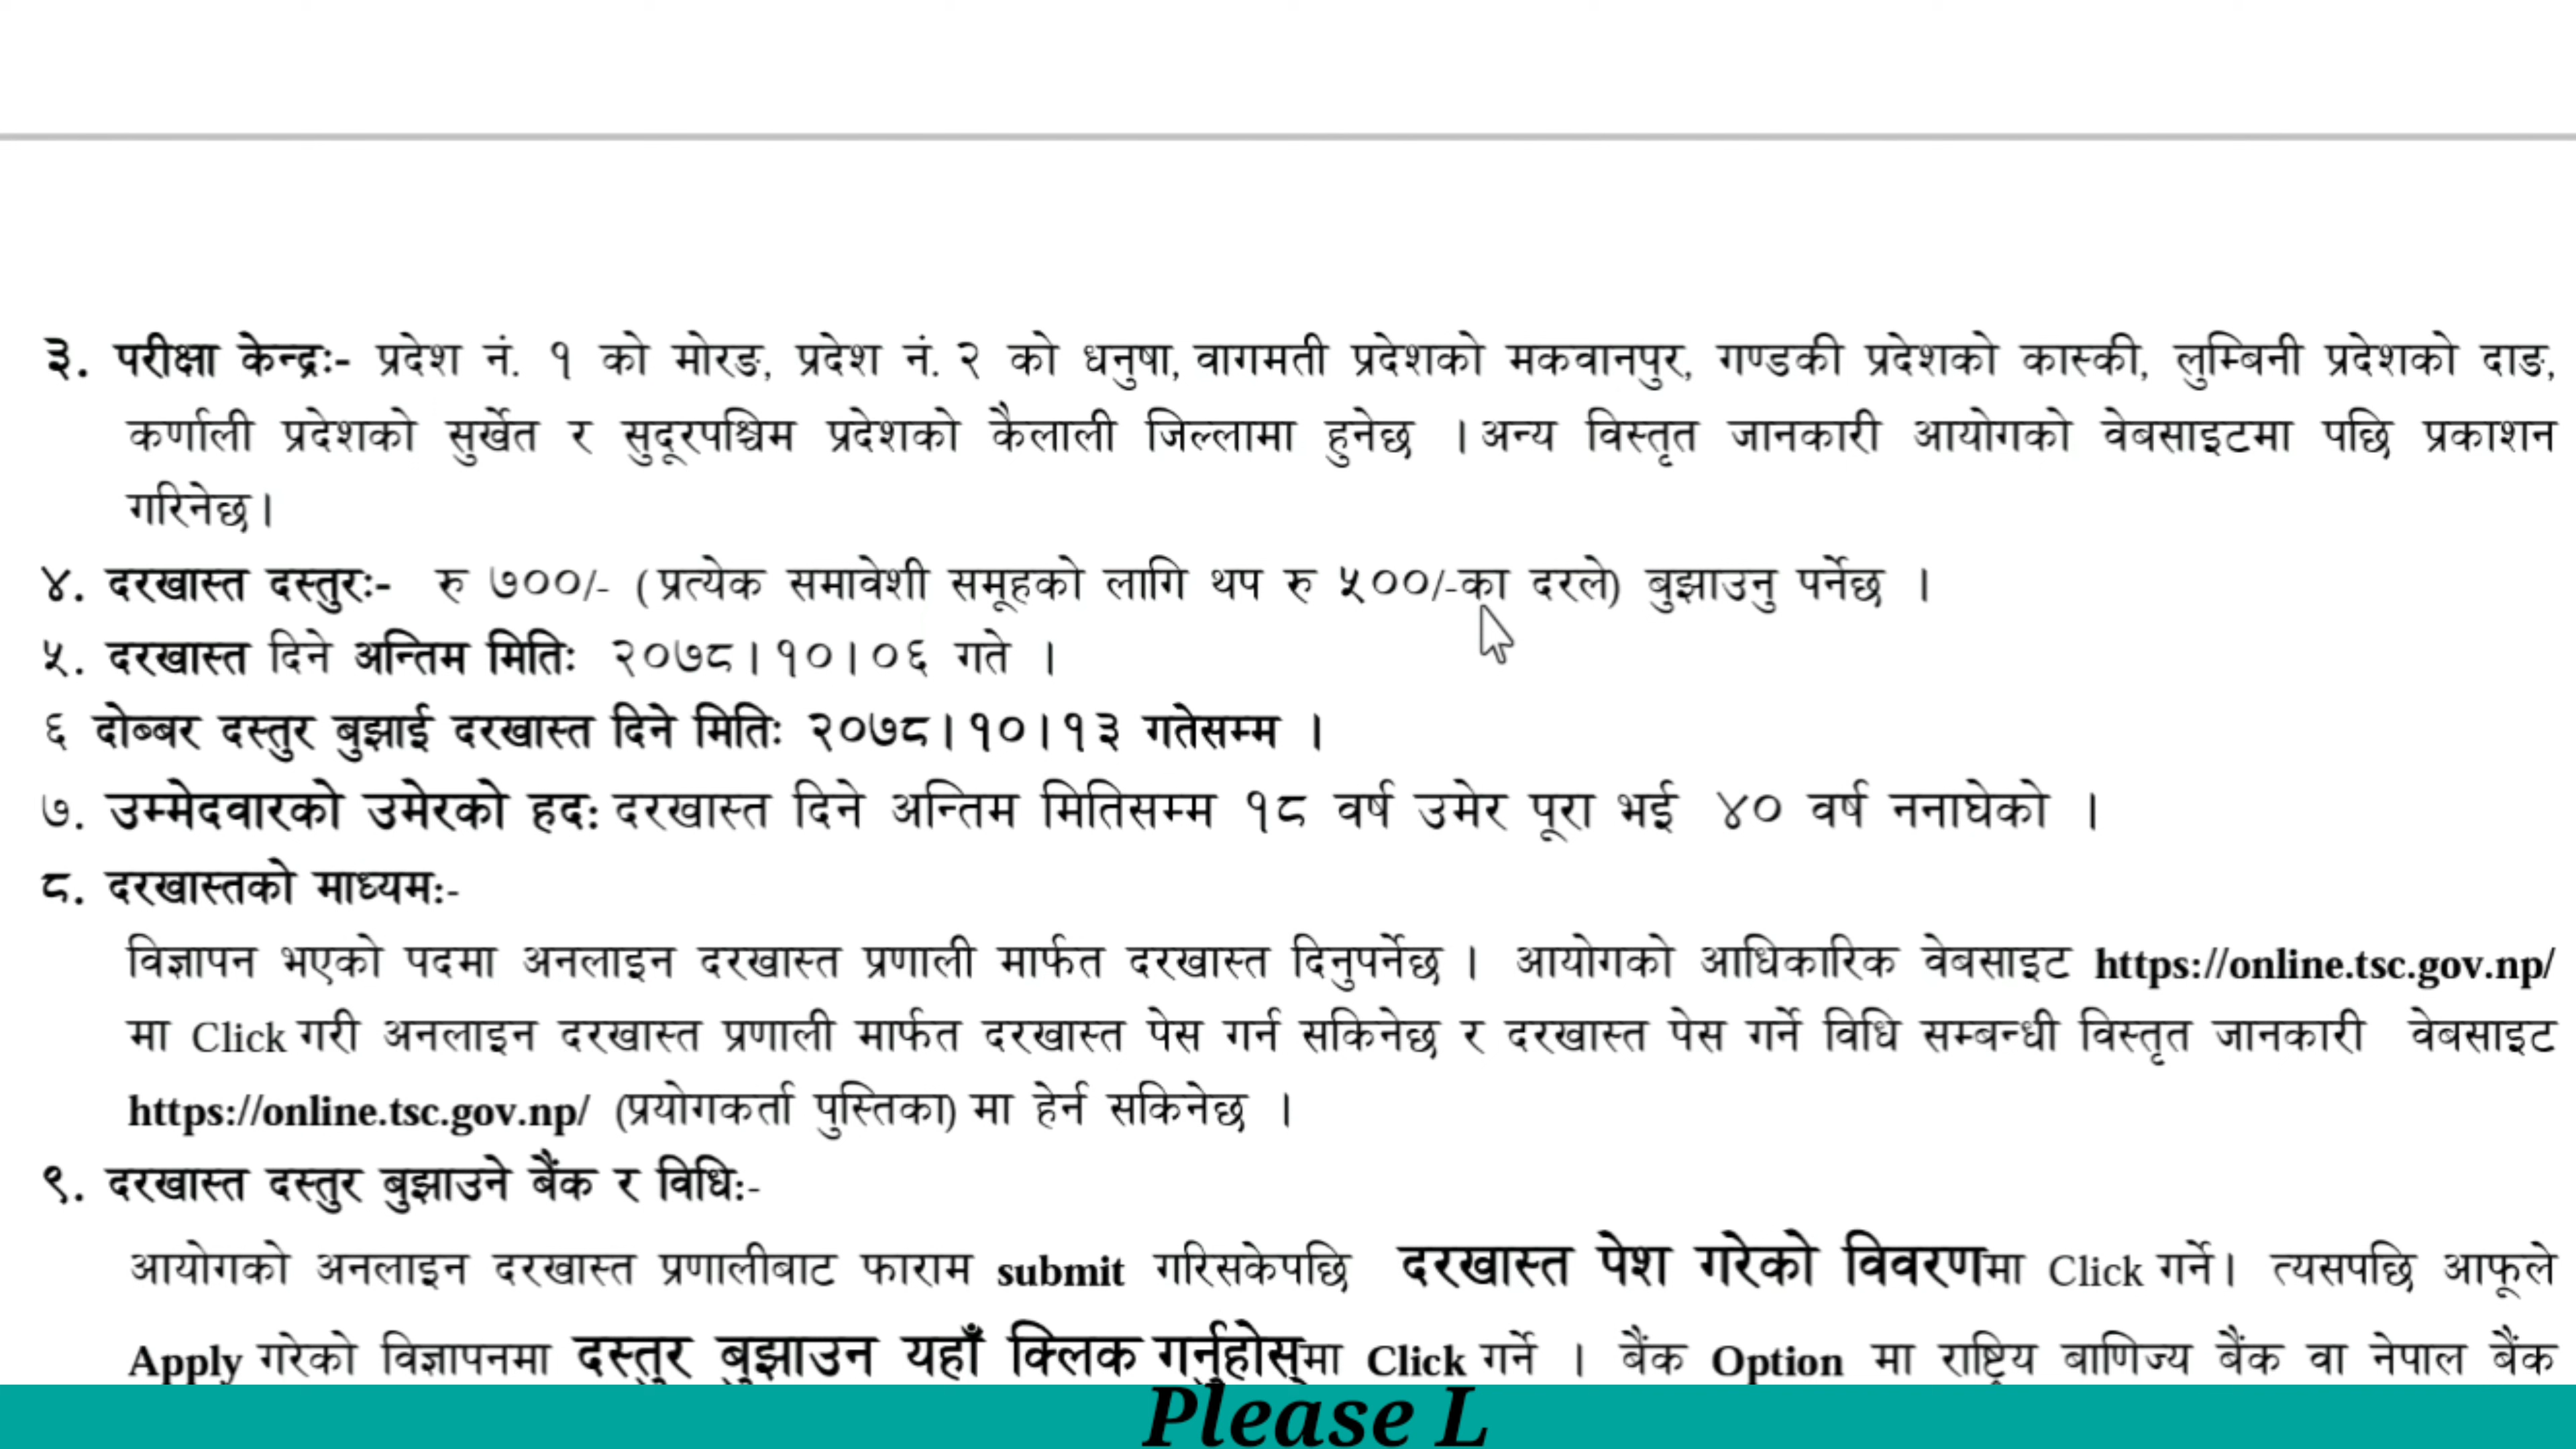 ३. परीक्षा केन्द्रः- प्रदेश नं. १ को मोरङ, प्रदेश नं. २ को धनुषा, वागमती प्रदेशको मकवानपुर, गण्डकी प्रदेशको कास्की, लुम्बिनी प्रदेशको दाङ,
कर्णाली प्रदेशको सुर्खेत र सुदूरपश्चिम प्रदेशको कैलाली जिल्लामा हुनेछ । अन्य विस्तृत जानकारी आयोगको वेबसाइटमा पछि प्रकाशन
गरिनेछ।
४. दरखास्त दस्तुरः- रु ७००/- ( प्रत्येक समावेशी समूहको लागि थप रु ५००/-का दरले) बुझाउनु पर्नेछ ।
५. दरखास्त दिने अन्तिम मितिः २०७८।१०।०६ गते ।
६ दोब्बर दस्तुर बुझाई दरखास्त दिने मितिः २०७८।१०।१३ गतेसम्म ।
७. उम्मेदवारको उमेरको हदः दरखास्त दिने अन्तिम मितिसम्म १८ वर्ष उमेर पूरा भई ४० वर्ष ननाघेको ।
८. दरखास्तको माध्यमः-
विज्ञापन भएको पदमा अनलाइन दरखास्त प्रणाली मार्फत दरखास्त दिनुपर्नेछ । आयोगको आधिकारिक वेबसाइट https://online.tsc.gov.np/
मा Click गरी अनलाइन दरखास्त प्रणाली मार्फत दरखास्त पेस गर्न सकिनेछ र दरखास्त पेस गर्ने विधि सम्बन्धी विस्तृत जानकारी वेबसाइट
https://online.tsc.gov.np/ (प्रयोगकर्ता पुस्तिका) मा हेर्न सकिनेछ ।
९. दरखास्त दस्तुर बुझाउने बैंक र विधिः-
आयोगको अनलाइन दरखास्त प्रणालीबाट फाराम submit गरिसकेपछि दरखास्त पेश गरेको विवरणमा Click गर्ने। त्यसपछि आफूले
Apply गरेको विज्ञापनमा दस्तुर बुझाउन यहाँ क्लिक गर्नुहोस्मा Click गर्ने । बैंक Option मा राष्ट्रिय बाणिज्य बैंक वा नेपाल बैंक
Please L